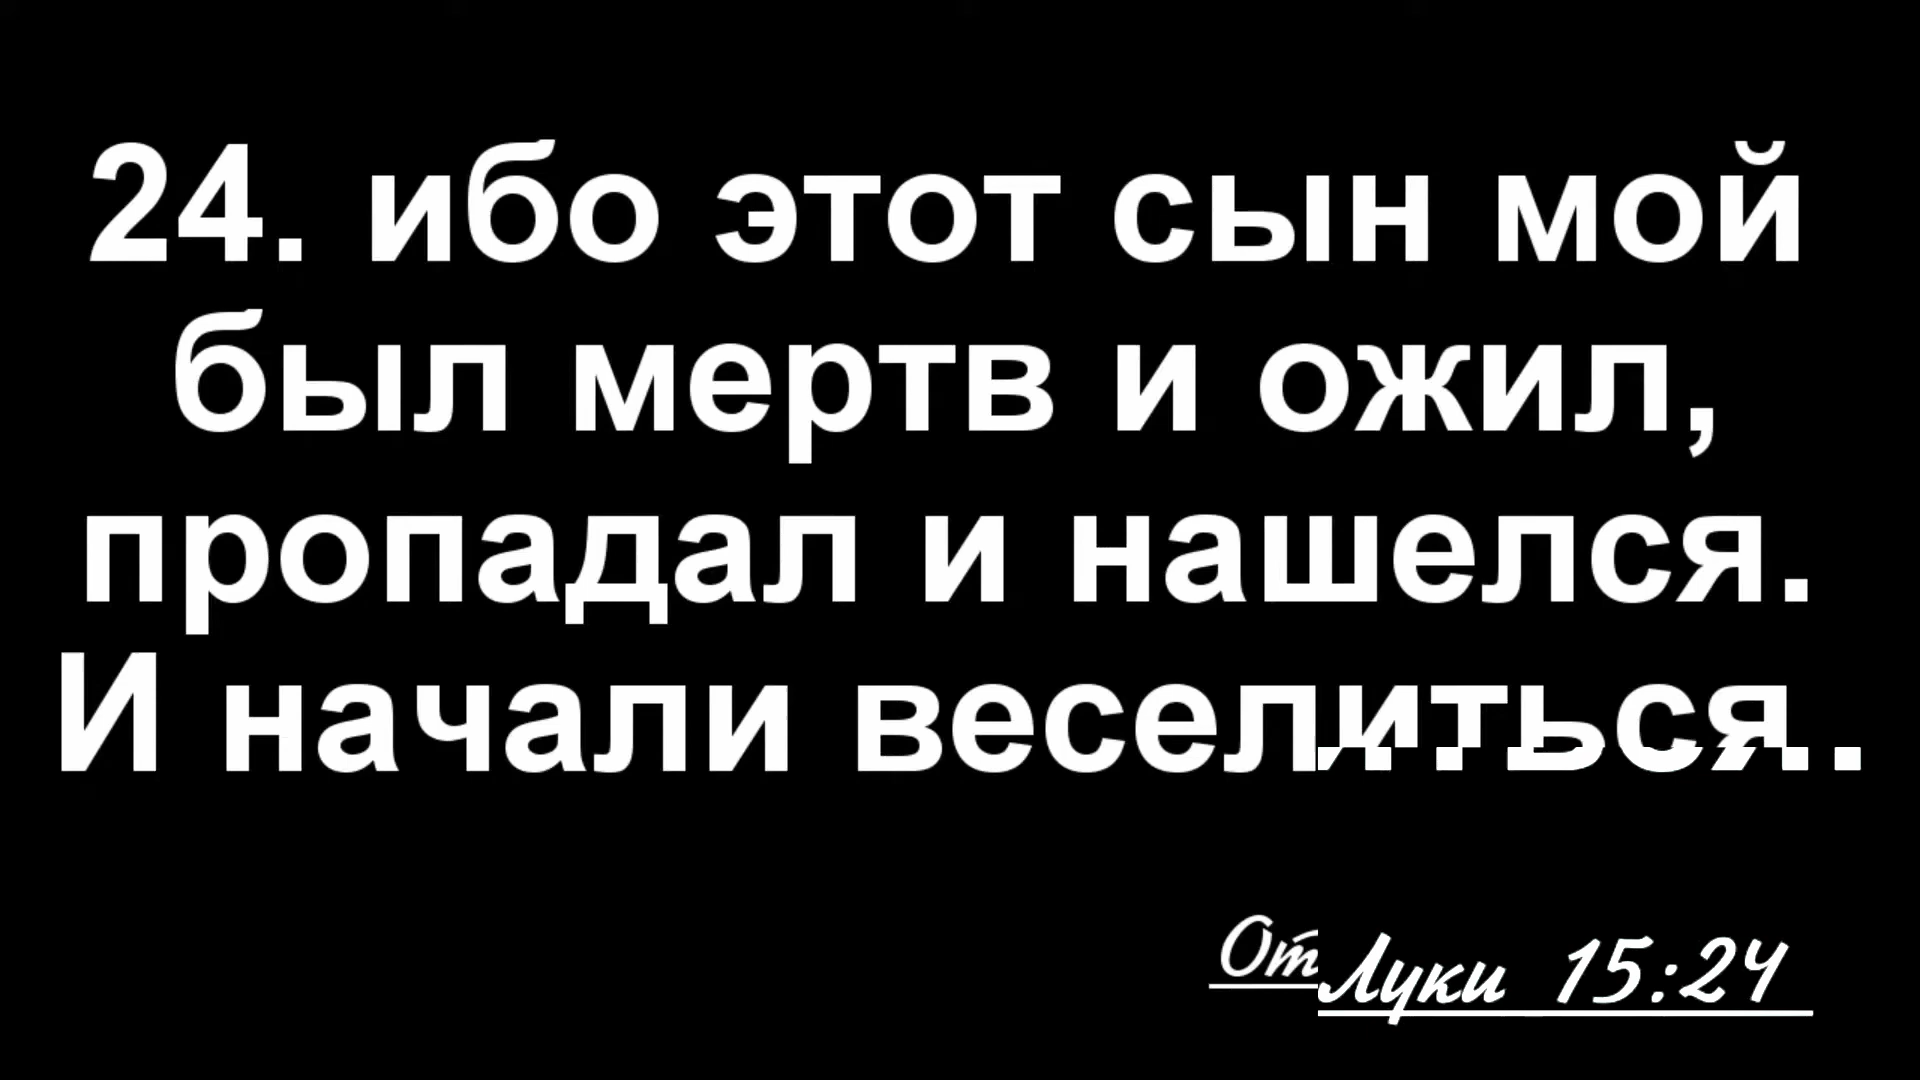 24. ибо этот сын мой
был мертв и ожил,
пропадал и нашелся.
И начали веселиться.
От Луки 15:24